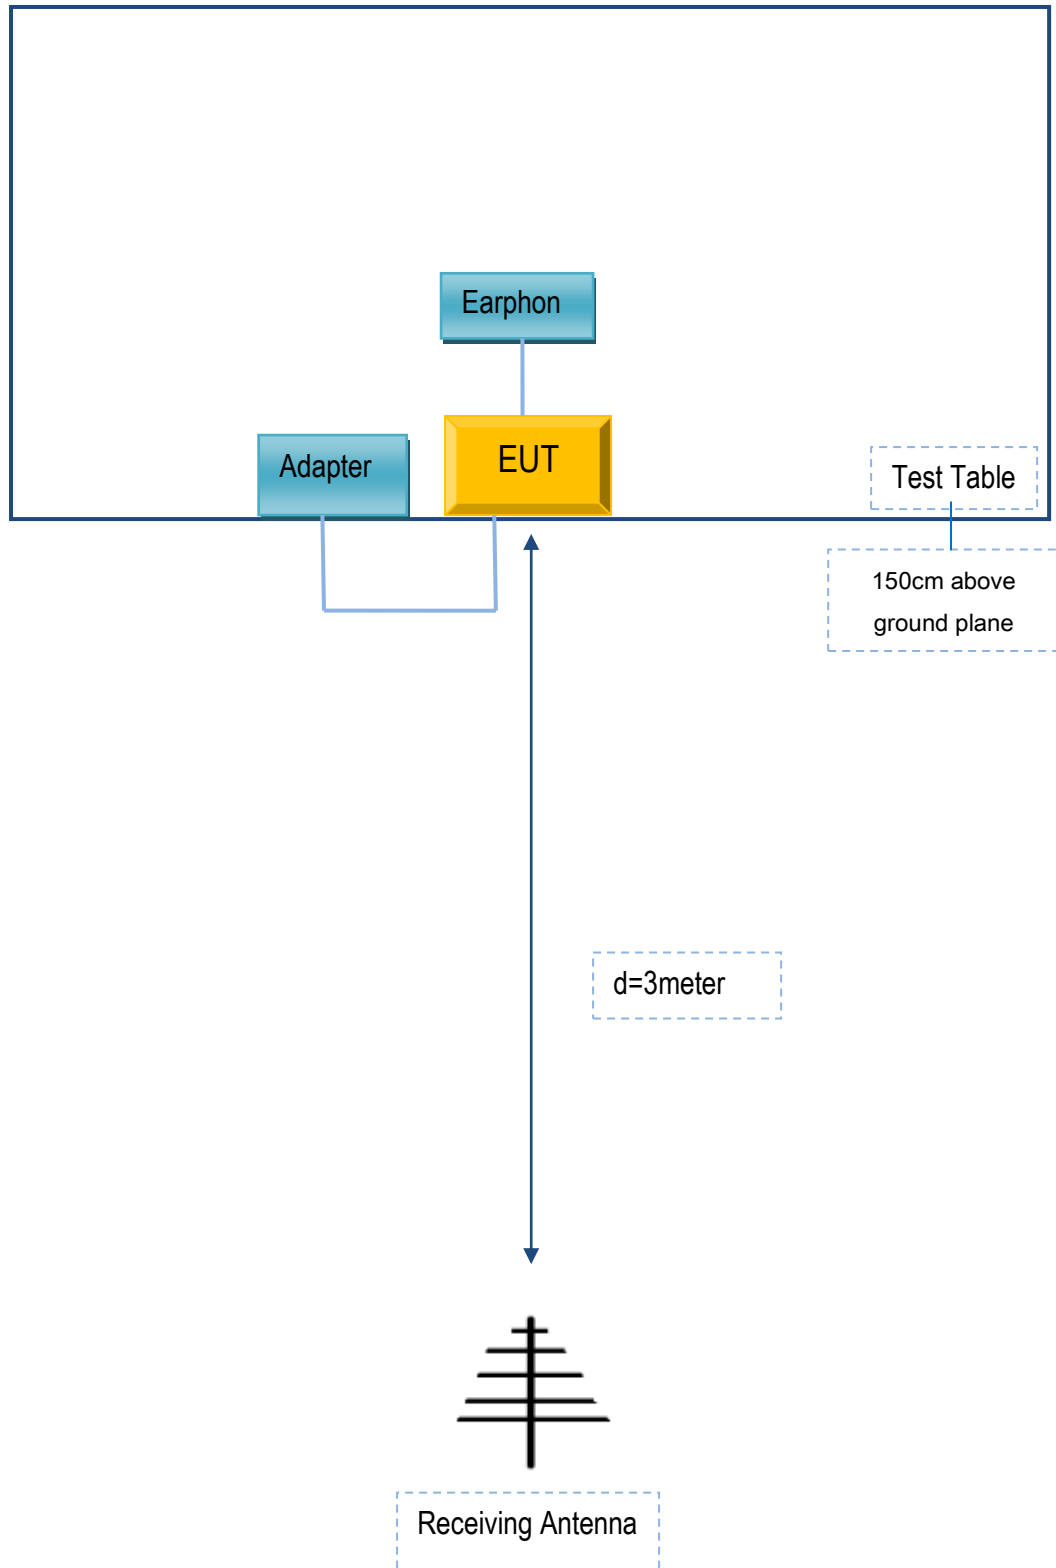 Earphon
Adapter
EUT
Test Table
150cm above
ground plane
d=3meter
Receiving Antenna